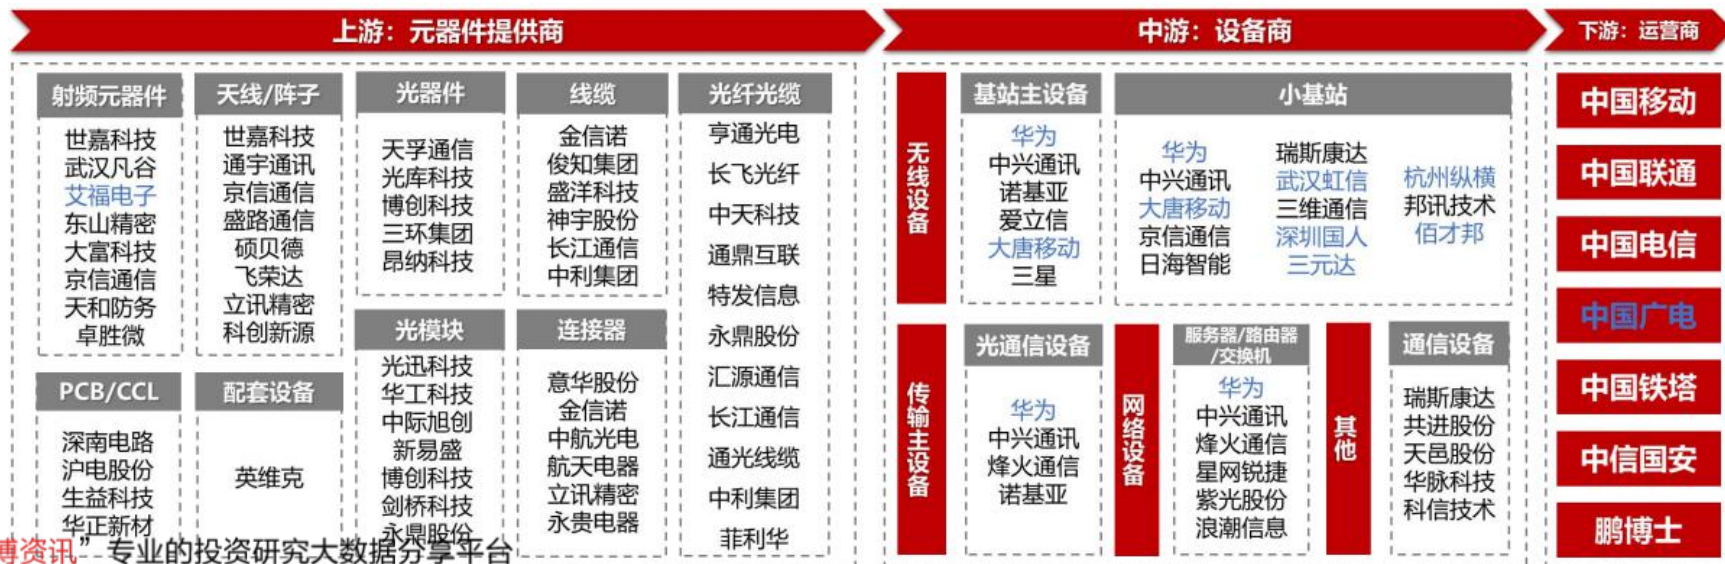 上游：元器件提供商
射频元器件
世嘉科技
武汉凡谷
艾福电子
东山精密
大富科技
京信通信
天和防务
卓胜微
天线/阵子
世嘉科技
通宇通讯
京信通信
盛路通信
硕贝德
飞荣达
立讯精密
科创新源
光器件
天孚通信
光库科技
博创科技
三环集团
昂纳科技
线缆
金信诺
俊知集团
盛洋科技
神宇股份
长江通信
中利集团
光纤光缆
亨通光电
长飞光纤
中天科技
通鼎互联
特发信息
永鼎股份
汇源通信
长江通信
通光线缆
中利集团
菲利华
PCB/CCL
深南电路
沪电股份
生益科技
华正新材
配套设备
英维克
光模块
光迅科技
华工科技
中际旭创
新易盛
博创科技
剑桥科技
永鼎股份
连接器
意华股份
金信诺
中航光电
航天电器
立讯精密
永贵电器
中游：设备商
无线设备
基站主设备
华为
中兴通讯
诺基亚
爱立信
大唐移动
三星
小基站
华为
中兴通讯
大唐移动
京信通信
日海智能
瑞斯康达
武汉虹信
三维通信
深圳国人
三元达
杭州纵横
邦讯技术
佰才邦
传输主设备
光通信设备
华为
中兴通讯
烽火通信
诺基亚
网络设备
服务器/路由器
/交换机
华为
中兴通讯
烽火通信
星网锐捷
紫光股份
浪潮信息
其他
通信设备
瑞斯康达
共进股份
天邑股份
华脉科技
科信技术
下游：运营商
中国移动
中国联通
中国电信
中国广电
中国铁塔
中信国安
鹏博士
博资讯”专业的投资研究大数据分享平台